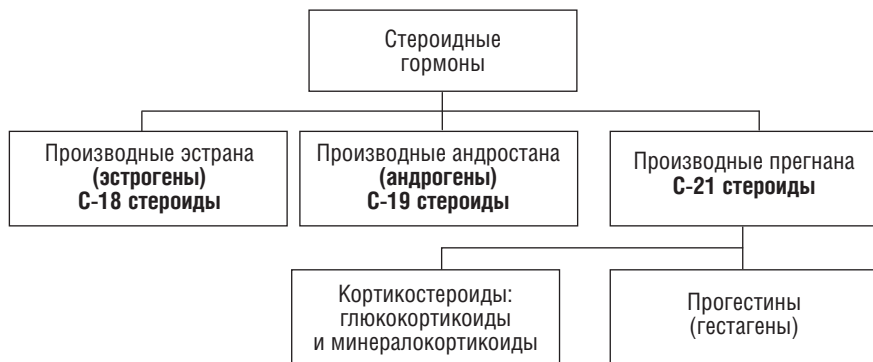 Стероидные
гормоны
Производные эстрана
(эстрогены)
С-18 стероиды
Производные андростана
(андрогены)
С-19 стероиды
Производные прегнана
С-21 стероиды
Кортикостероиды:
глюкокортикоиды
и минералокортикоиды
Прогестины
(гестагены)